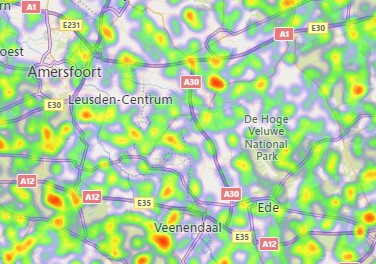 A1
E231
A1
E30
oest
Amersfoort
A30
E30
Leusden-Centrum
De Hoge
Veluwe
National
Park
A12
A12
E35
A30
Ede
Veenendaal
E35
A12